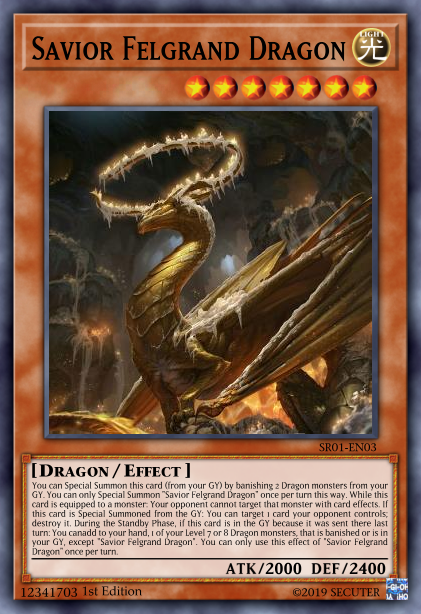 SAVIOR FELGRAND DRAGON
LIGHT
光
SR01-EN03
[DRAGON / EFFECT ]
You can Special Summon this card (from your GY) by banishing 2 Dragon monsters from your
GY. You can only Special Summon "Savior Felgrand Dragon" once per turn this way. While this
card is equipped to a monster: Your opponent cannot target that monster with card effects. If
this card is Special Summoned from the GY: You can target 1 card your opponent controls;
destroy it. During the Standby Phase, if this card is in the GY because it was sent there last
turn: You canadd to your hand, 1 of your Level 7 or 8 Dragon monsters, that is banished or is in
your GY, except "Savior Felgrand Dragon". You can only use this effect of "Savior Felgrand
Dragon" once per turn.
ATK/2000 DEF/2400
12341703 1st Edition
©2019 SECUTER